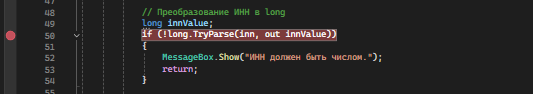 47
48 // Преобразование ИНН в long
49 long innValue;
50 if (!long.TryParse(inn, out innValue))
51 {
52 MessageBox.Show("ИНН должен быть числом.");
53 return;
54 }